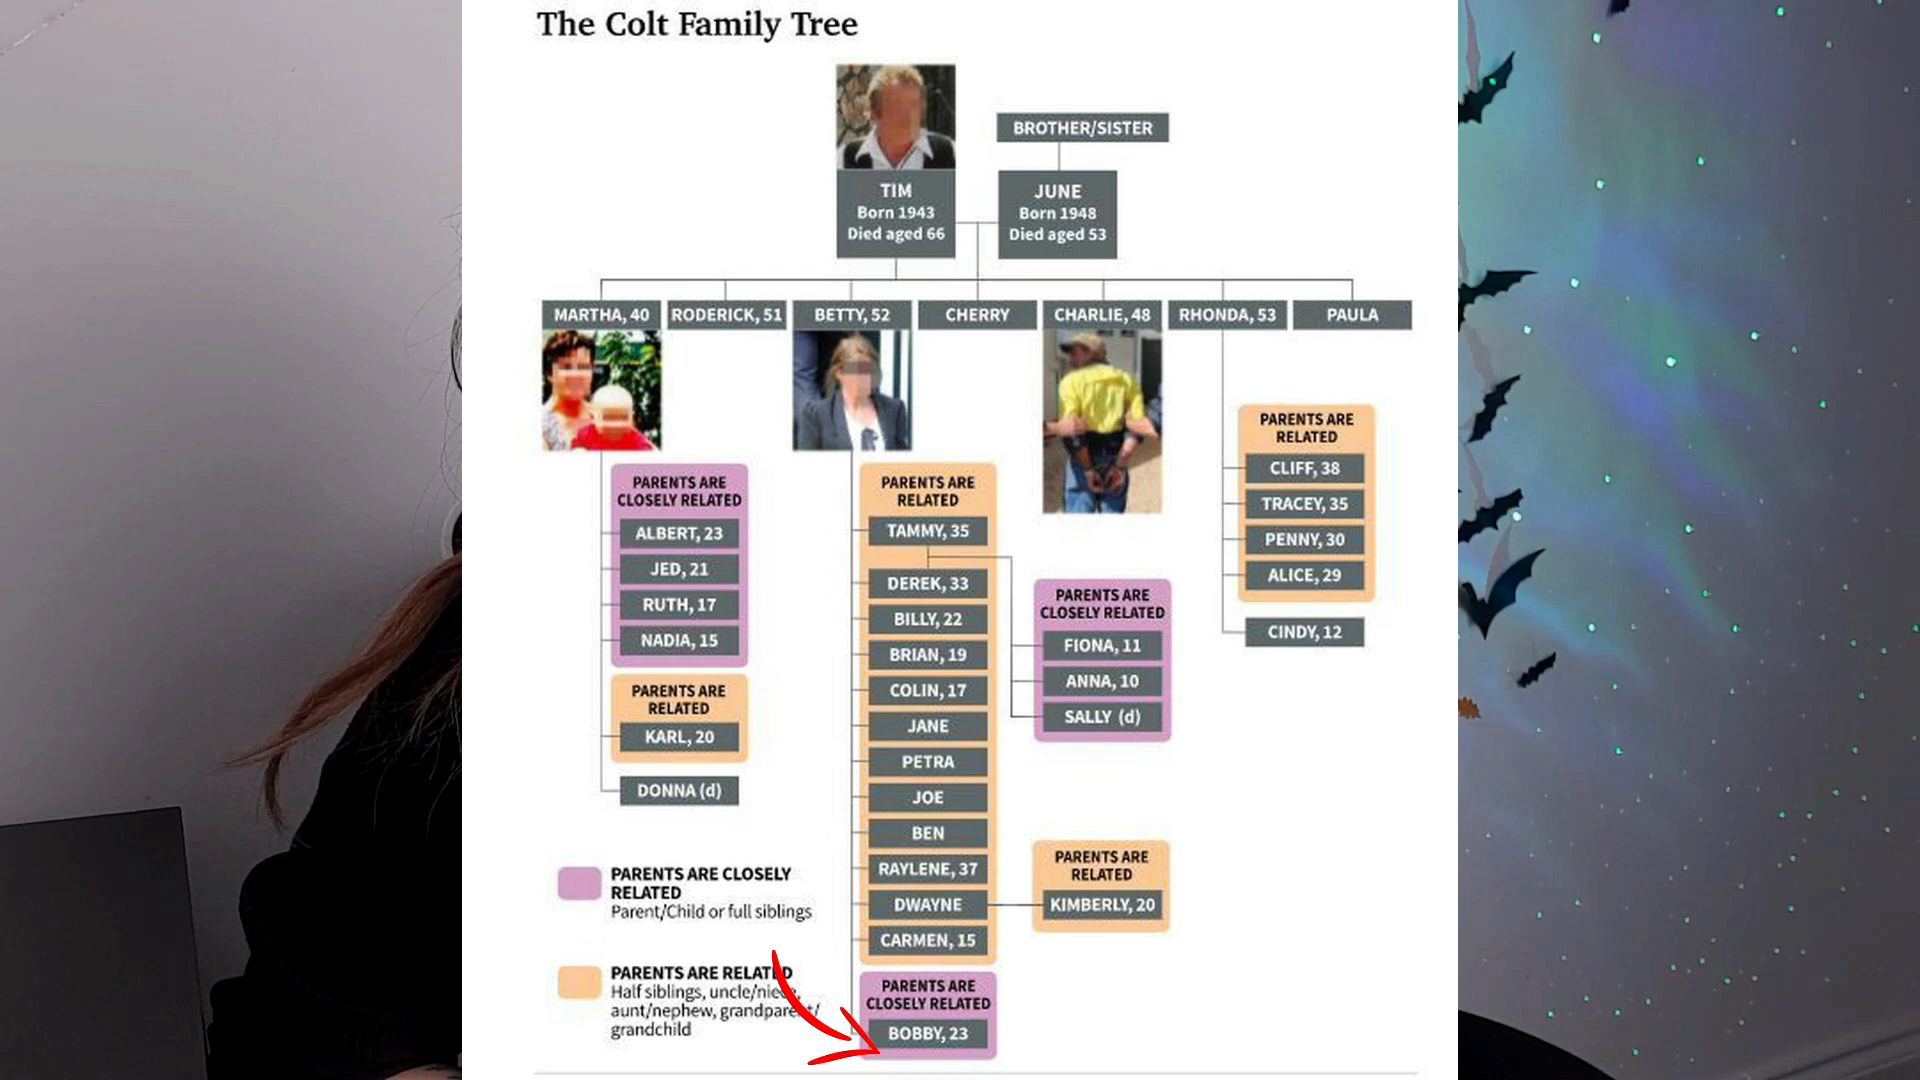 The Colt Family Tree
BROTHER/SISTER
TIM
Born 1943
Died aged 66
JUNE
Born 1948
Died aged 53
MARTHA, 40
RODERICK, 51
BETTY, 52
CHERRY
CHARLIE, 48
RHONDA, 53
PAULA
PARENTS ARE
CLOSELY RELATED
ALBERT, 23
JED, 21
RUTH, 17
NADIA, 15
PARENTS ARE
RELATED
KARL, 20
DONNA (d)
PARENTS ARE
RELATED
TAMMY, 35
DEREK, 33
BILLY, 22
BRIAN, 19
COLIN, 17
JANE
PETRA
JOE
BEN
RAYLENE, 37
DWAYNE
CARMEN, 15
PARENTS ARE
CLOSELY RELATED
BOBBY, 23
PARENTS ARE
CLOSELY RELATED
FIONA, 11
ANNA, 10
SALLY (d)
PARENTS ARE
RELATED
KIMBERLY, 20
PARENTS ARE
RELATED
CLIFF, 38
TRACEY, 35
PENNY, 30
ALICE, 29
CINDY, 12
PARENTS ARE CLOSELY
RELATED
Parent/Child or full siblings
PARENTS ARE RELATED
Half siblings, uncle/niece,
aunt/nephew, grandparent/
grandchild